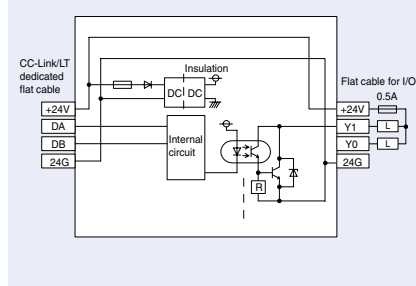 CC-Link/LT
dedicated
flat cable
+24V
DA
DB
24G
Insulation
DC DC
Internal
circuit
R
Flat cable for I/O
0.5A
+24V
Y1
L
Y0
L
24G